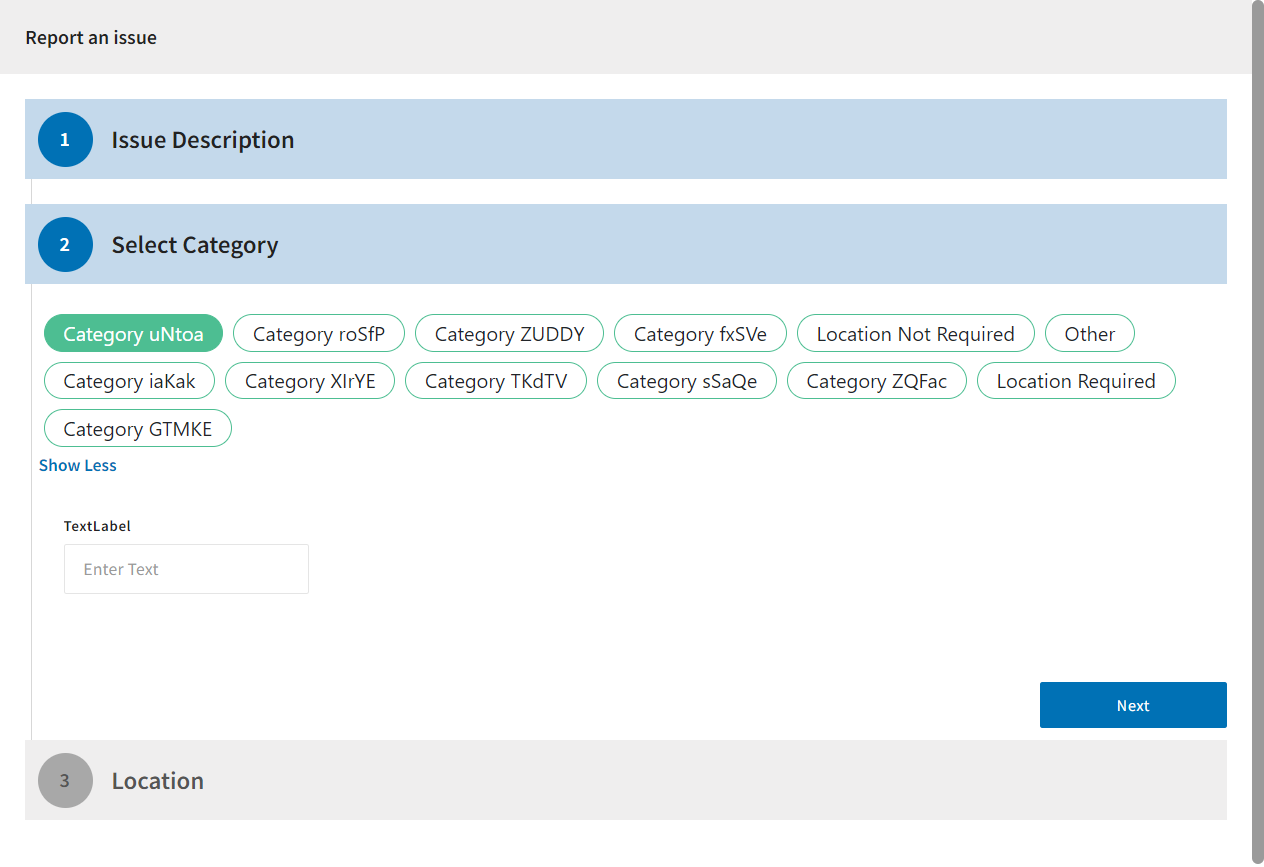 Report an issue
1 Issue Description
2 Select Category
Category uNtoa Category roSfP Category ZUDDY Category fxSVe Location Not Required Other
Category iaKak Category XIrYE Category TKdTV Category sSaQe Category ZQFac Location Required
Category GTMKE
Show Less
TextLabel
Enter Text
Next
3 Location